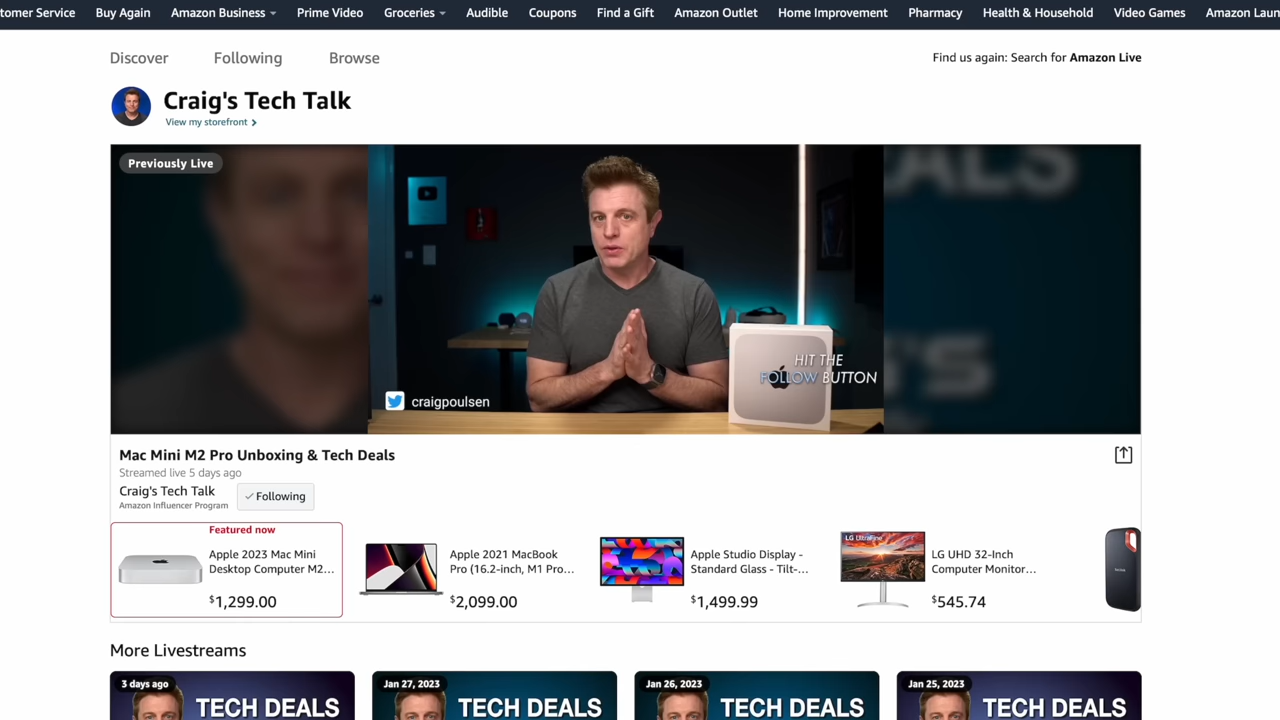 tomer Service Buy Again Amazon Business Prime Video Groceries Audible Coupons Find a Gift Amazon Outlet Home Improvement Pharmacy Health & Household Video Games Amazon Laun
Discover Following Browse Find us again: Search for Amazon Live
Craig's Tech Talk
View my storefront
Previously Live
ALS
HIT THE
FOLLOW BUTTON
craigpoulsen
Mac Mini M2 Pro Unboxing & Tech Deals
Streamed live 5 days ago
Craig's Tech Talk
Amazon Influencer Program
Following
Featured now
Apple 2023 Mac Mini
Desktop Computer M2...
$1,299.00
Apple 2021 MacBook
Pro (16.2-inch, M1 Pro...
$2,099.00
Apple Studio Display -
Standard Glass - Tilt-...
$1,499.99
LG UltraFine
LG UHD 32-Inch
Computer Monitor...
$545.74
More Livestreams
3 days ago
TECH DEALS
Jan 27, 2023
TECH DEALS
Jan 26, 2023
TECH DEALS
Jan 25, 2023
TECH DEALS